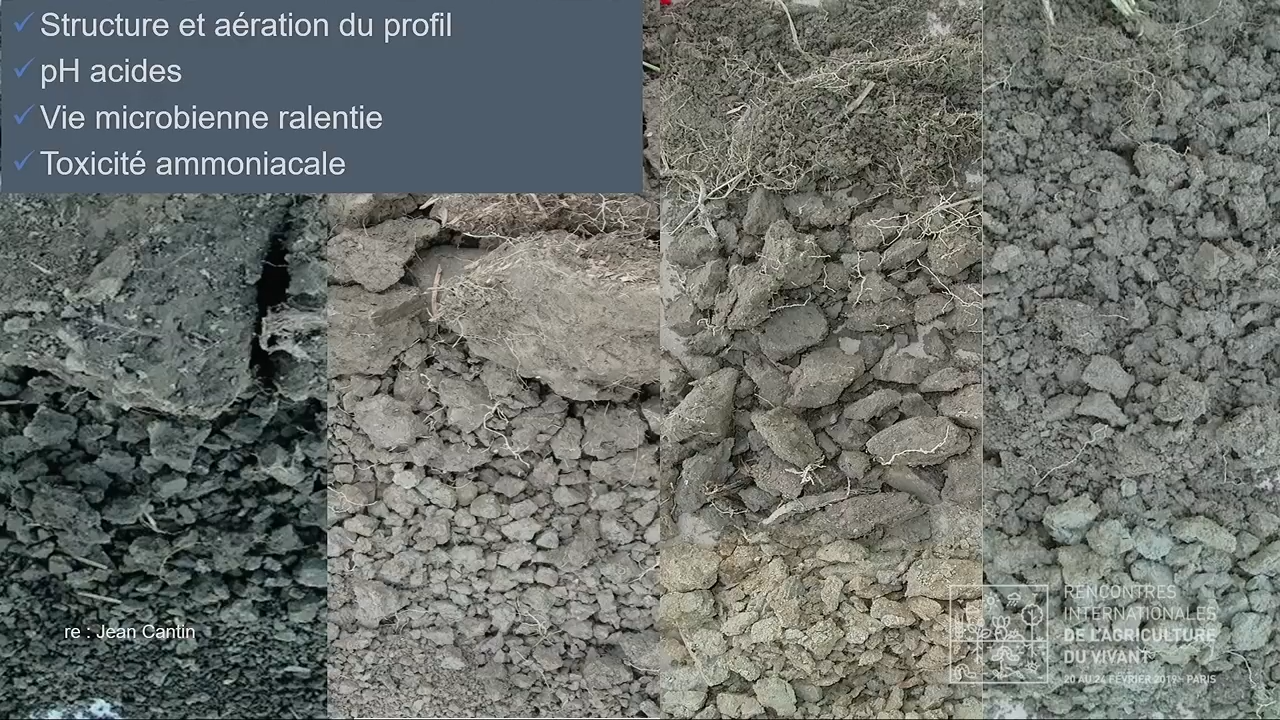 Structure et aération du profil
pH acides
Vie microbienne ralentie
Toxicité ammoniacale
re : Jean Cantin
RENCONTRES
INTERNATIONALES
DE L'AGRICULTURE
DU VIVANT
20 AU 24 FÉVRIER 2019 - PARIS